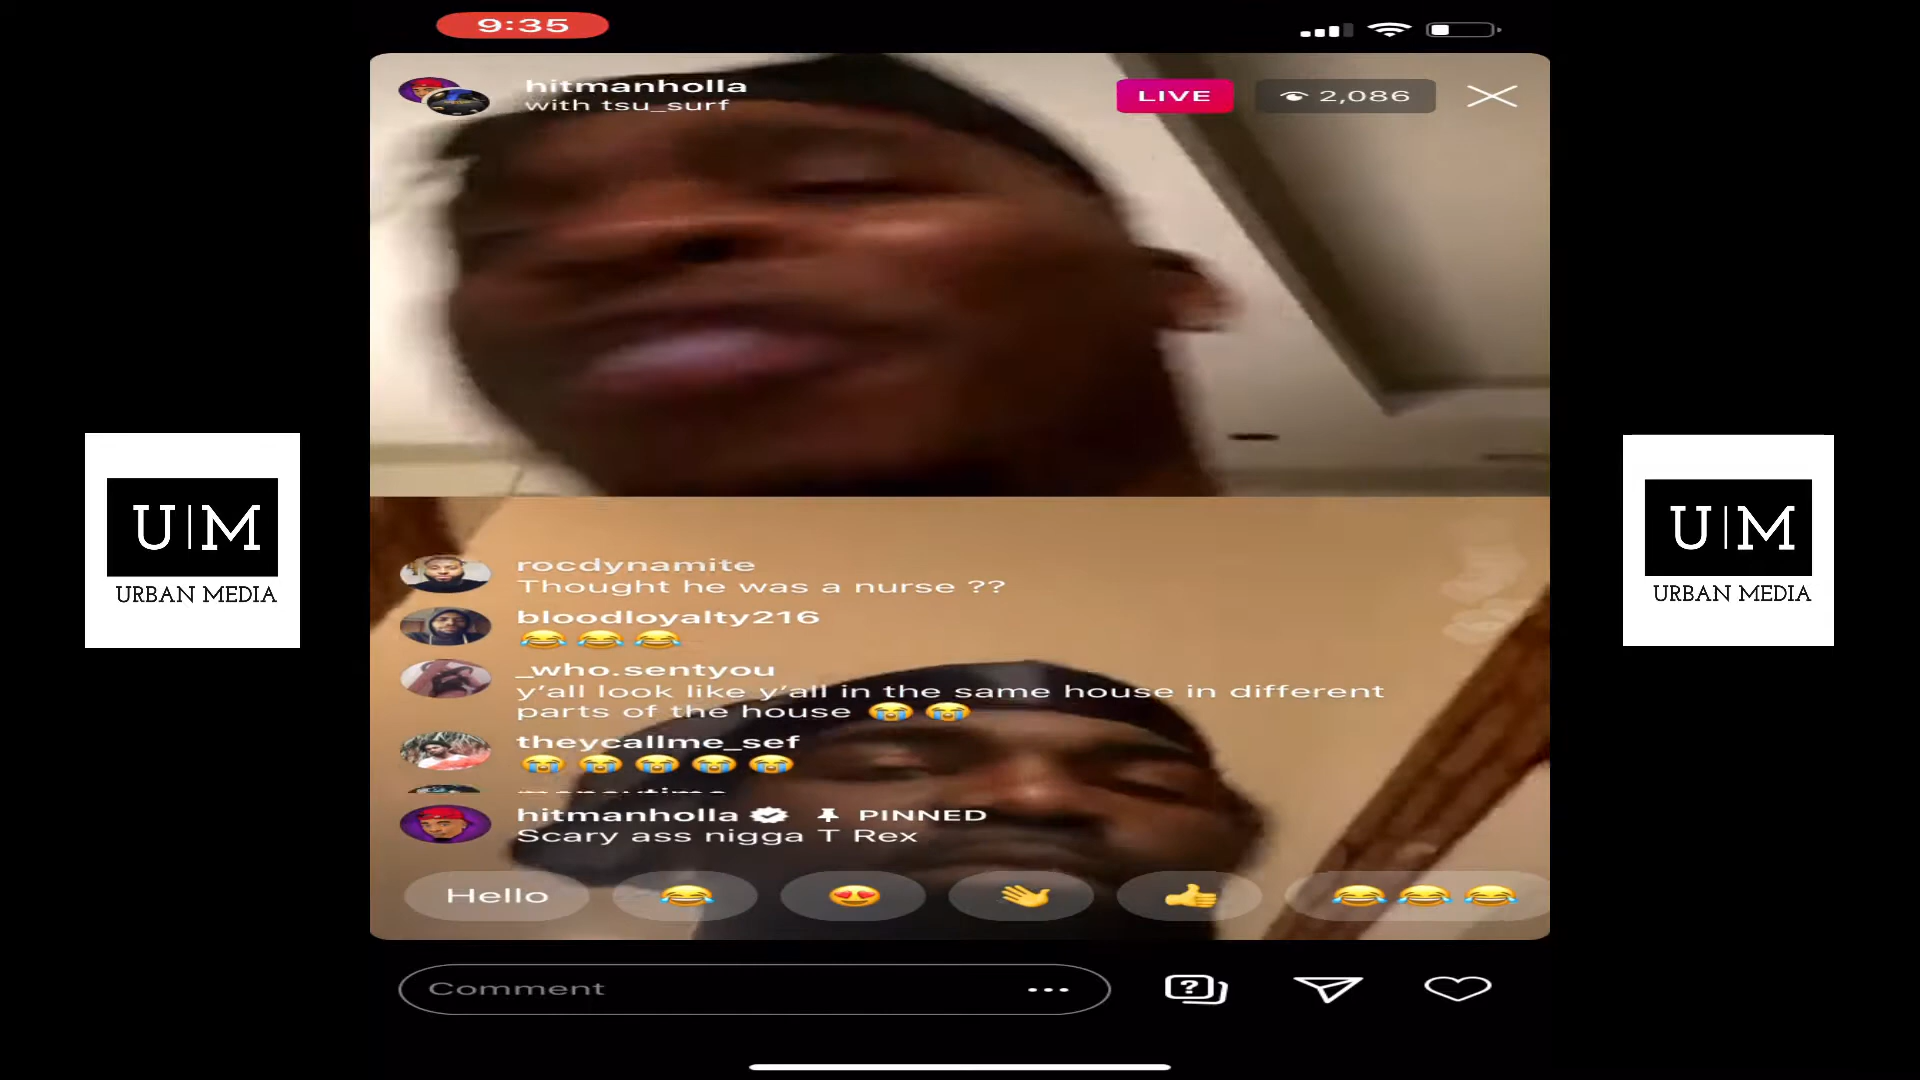 9:35
hitmanholla
with tsu_surf
LIVE
2,086
rocdynamite
Thought he was a nurse ??
bloodloyalty216
😂 😂 😂
_who.sentyou
y'all look like y'all in the same house in different
parts of the house 😭 😭
theycallme_sef
😭 😭 😭 😭 😭
hitmanholla PINNED
Scary ass nigga T Rex
Hello 😂 😍 👋 👍 😂 😂 😂
Comment
U|M
URBAN MEDIA
U|M
URBAN MEDIA